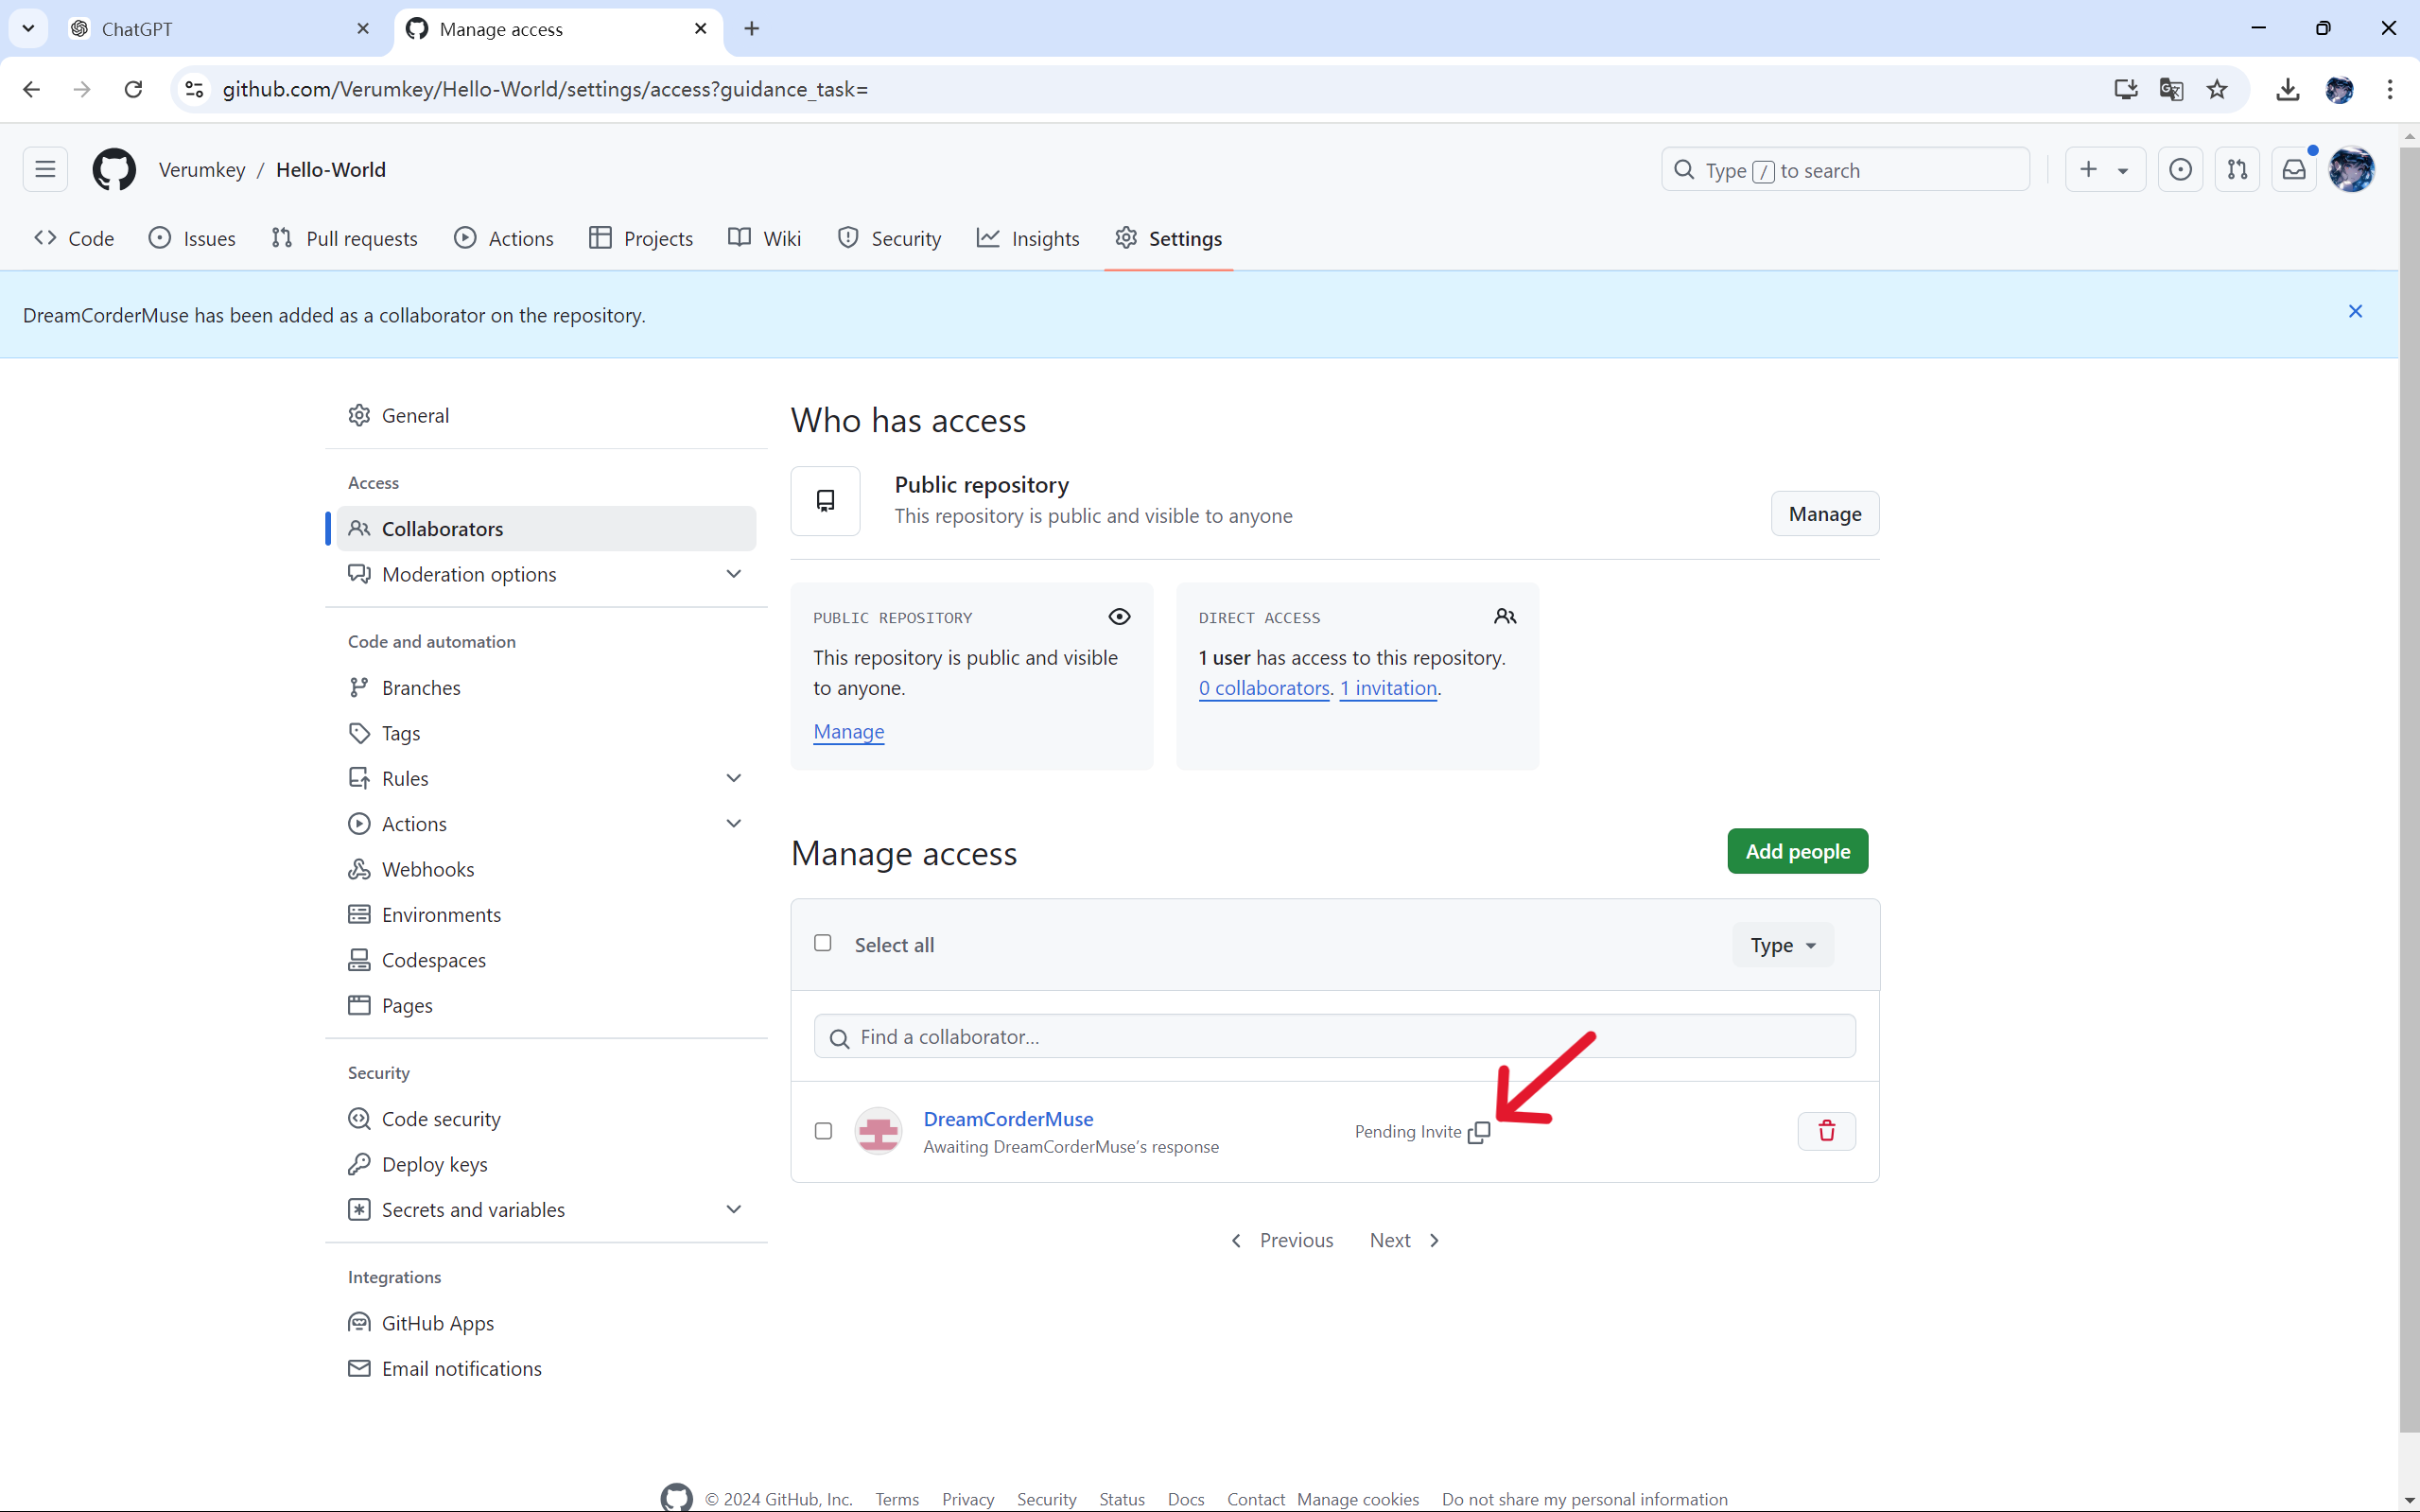 ChatGPT
Manage access
github.com/Verumkey/Hello-World/settings/access?guidance_task=
Verumkey / Hello-World
Type / to search
Code
Issues
Pull requests
Actions
Projects
Wiki
Security
Insights
Settings
DreamCorderMuse has been added as a collaborator on the repository.
General
Access
Collaborators
Moderation options
Code and automation
Branches
Tags
Rules
Actions
Webhooks
Environments
Codespaces
Pages
Security
Code security
Deploy keys
Secrets and variables
Integrations
GitHub Apps
Email notifications
Who has access
Public repository
This repository is public and visible to anyone
Manage
PUBLIC REPOSITORY
This repository is public and visible
to anyone.
Manage
DIRECT ACCESS
1 user has access to this repository.
0 collaborators. 1 invitation.
Manage access
Add people
Select all
Type
Find a collaborator...
DreamCorderMuse
Awaiting DreamCorderMuse's response
Pending Invite
Previous
Next
© 2024 GitHub, Inc.
Terms
Privacy
Security
Status
Docs
Contact
Manage cookies
Do not share my personal information